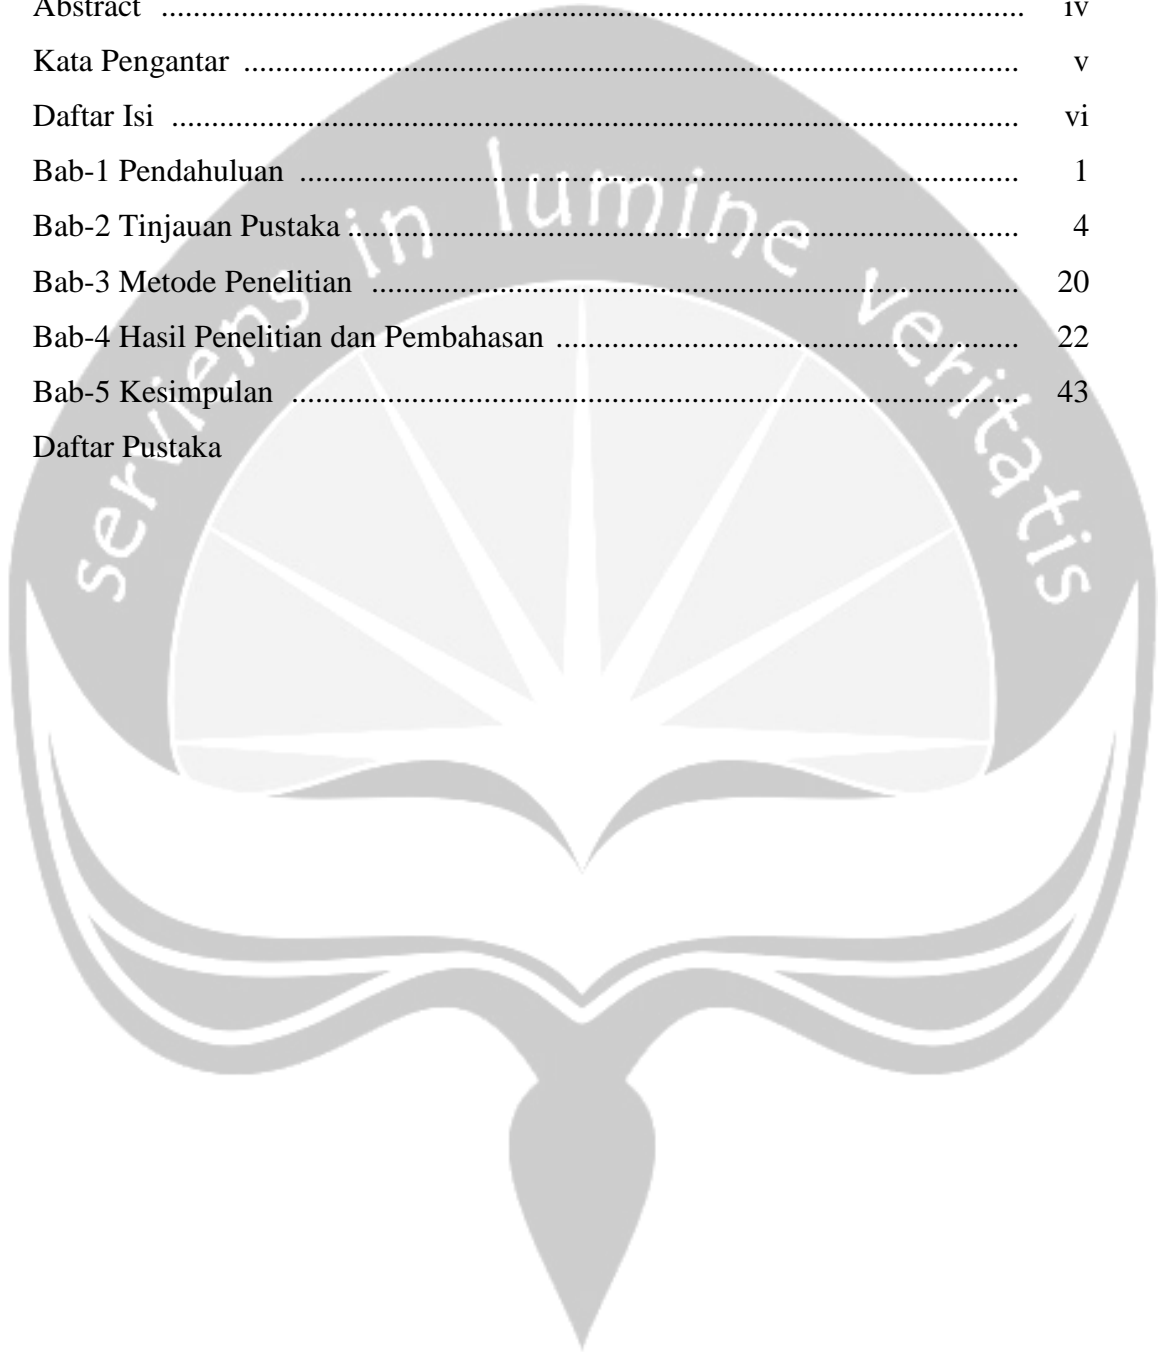 Abstract ........................................................................................................... iv
Kata Pengantar ................................................................................................ v
Daftar Isi ......................................................................................................... vi
Bab-1 Pendahuluan ......................................................................................... 1
Bab-2 Tinjauan Pustaka ................................................................................... 4
Bab-3 Metode Penelitian ................................................................................ 20
Bab-4 Hasil Penelitian dan Pembahasan ......................................................... 22
Bab-5 Kesimpulan .......................................................................................... 43
Daftar Pustaka
serviens in lumine veritatis